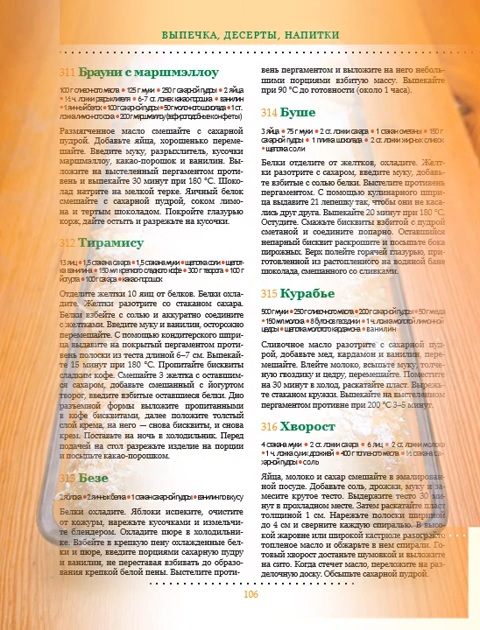 ВЫПЕЧКА, ДЕСЕРТЫ, НАПИТКИ
311 Брауни с маршмэллоу
100 г сливочного масла • 125 г муки • 250 г сахарной пудры • 2 яйца
• ½ ч. ложки разрыхлителя • 6–7 ст. ложек какао-порошка • ванилин
• 1 яичный белок • 100 г сахарной пудры • 50 г молотого шоколада • 1 ст.
ложка лимонного сока • 200 г маршмэллоу (зефироподобные конфеты)
Размягченное масло смешайте с сахарной
пудрой. Добавьте яйца, хорошенько переме-
шайте. Введите муку, разрыхлитель, кусочки
маршмэллоу, какао-порошок и ванилин. Вы-
ложите на выстеленный пергаментом проти-
вень и выпекайте 30 минут при 180 °С. Шоко-
лад натрите на мелкой терке. Яичный белок
смешайте с сахарной пудрой, соком лимо-
на и тертым шоколадом. Покройте глазурью
корж, дайте остыть и разрежьте на кусочки.
312 Тирамису
13 яиц • 1,5 стакана сахара • 1,5 стакана муки • щепотка соли • щепот-
ка ванилина • 150 мл крепкого сладкого кофе • 300 г творога • 100 г
йогурта • 100 г сахара • какао-порошок
Отделите желтки 10 яиц от белков. Белки охла-
дите. Желтки разотрите со стаканом сахара.
Белки взбейте с солью и аккуратно соедините
с желтками. Введите муку и ванилин, осторожно
перемешайте. С помощью кондитерского шпри-
ца выдавите на покрытый пергаментом проти-
вень полоски из теста длиной 6–7 см. Выпекай-
те 15 минут при 180 °С. Пропитайте бисквиты
сладким кофе. Смешайте 3 желтка с оставшим-
ся сахаром, добавьте смешанный с йогуртом
творог, введите взбитые оставшиеся белки. Дно
разъемной формы выложите пропитанными
в кофе бисквитами, далее положите толстый
слой крема, на него — снова бисквиты, и снова
крем. Поставьте на ночь в холодильник. Перед
подачей на стол разрежьте изделие на порции
и посыпьте какао-порошком.
313 Безе
2 яблока • 2 яичных белка • 1 стакан сахарной пудры • ванилин по вкусу
Белки охладите. Яблоки испеките, очистите
от кожуры, нарежьте кусочками и измельчи-
те блендером. Охладите пюре в холодильни-
ке. Взбейте в крепкую пену охлажденные бел-
ки и пюре, введите порциями сахарную пудру
и ванилин, не переставая взбивать до образо-
вания крепкой белой пены. Выстелите проти-
вень пергаментом и выложите на него неболь-
шими порциями взбитую массу. Выпекайте
при 90 °С до готовности (около 1 часа).
314 Буше
3 яйца • 75 г муки • 2 ст. ложки сахара • 1 стакан сметаны • 150 г
сахарной пудры • 1 плитка шоколада • 2 ст. ложки жирных сливок
• щепотка соли
Белки отделите от желтков, охладите. Желт-
ки разотрите с сахаром, введите муку, добавь-
те взбитые с солью белки. Выстелите противень
пергаментом. С помощью кулинарного шпри-
ца выдавите 21 лепешку так, чтобы они не каса-
лись друг друга. Выпекайте 20 минут при 180 °С.
Остудите. Смажьте бисквиты взбитой с пудрой
сметаной и соедините попарно. Оставшийся
непарный бисквит раскрошите и посыпьте бока
пирожных. Верх полейте горячей глазурью, при-
готовленной из растопленного на водяной бане
шоколада, смешанного со сливками.
315 Курабье
500 г муки • 250 г сливочного масла • 200 г сахарной пудры • 50 г меда
• 150 мл молока • 8 бутонов гвоздики • 1 ч. ложка молотой лимонной
цедры • щепотка молотого кардамона • ванилин
Сливочное масло разотрите с сахарной пуд-
рой, добавьте мед, кардамон и ванилин, пере-
мешайте. Влейте молоко, всыпьте муку, толче-
ную гвоздику и цедру, перемешайте. Поместите
на 30 минут в холод, раскатайте пласт. Вырежь-
те стаканом кружки. Выпекайте на выстеленном
пергаментом противне при 200 °С 3–5 минут.
316 Хворост
4 стакана муки • 2 ст. ложки сахара • 6 яиц • 2 ст. ложки молока
• 1 ч. ложка сухих дрожжей • 400 г топленого масла • ½ стакана са-
харной пудры • соль
Яйца, молоко и сахар смешайте в эмалирован-
ной посуде. Добавьте соль, дрожжи, муку и за-
месите крутое тесто. Выдержите тесто 30 ми-
нут в прохладном месте. Затем раскатайте пласт
толщиной 1 см. Нарежьте полоски шириной
до 4 см и сверните каждую спиралью. В высо-
кой жаровне или широкой кастрюле разогрейте
топленое масло и обжарьте в нем спирали. Го-
товый хворост достаньте шумовкой и выложите
на сито. Когда стечет масло, переложите на раз-
делочную доску. Обсыпьте сахарной пудрой.
106